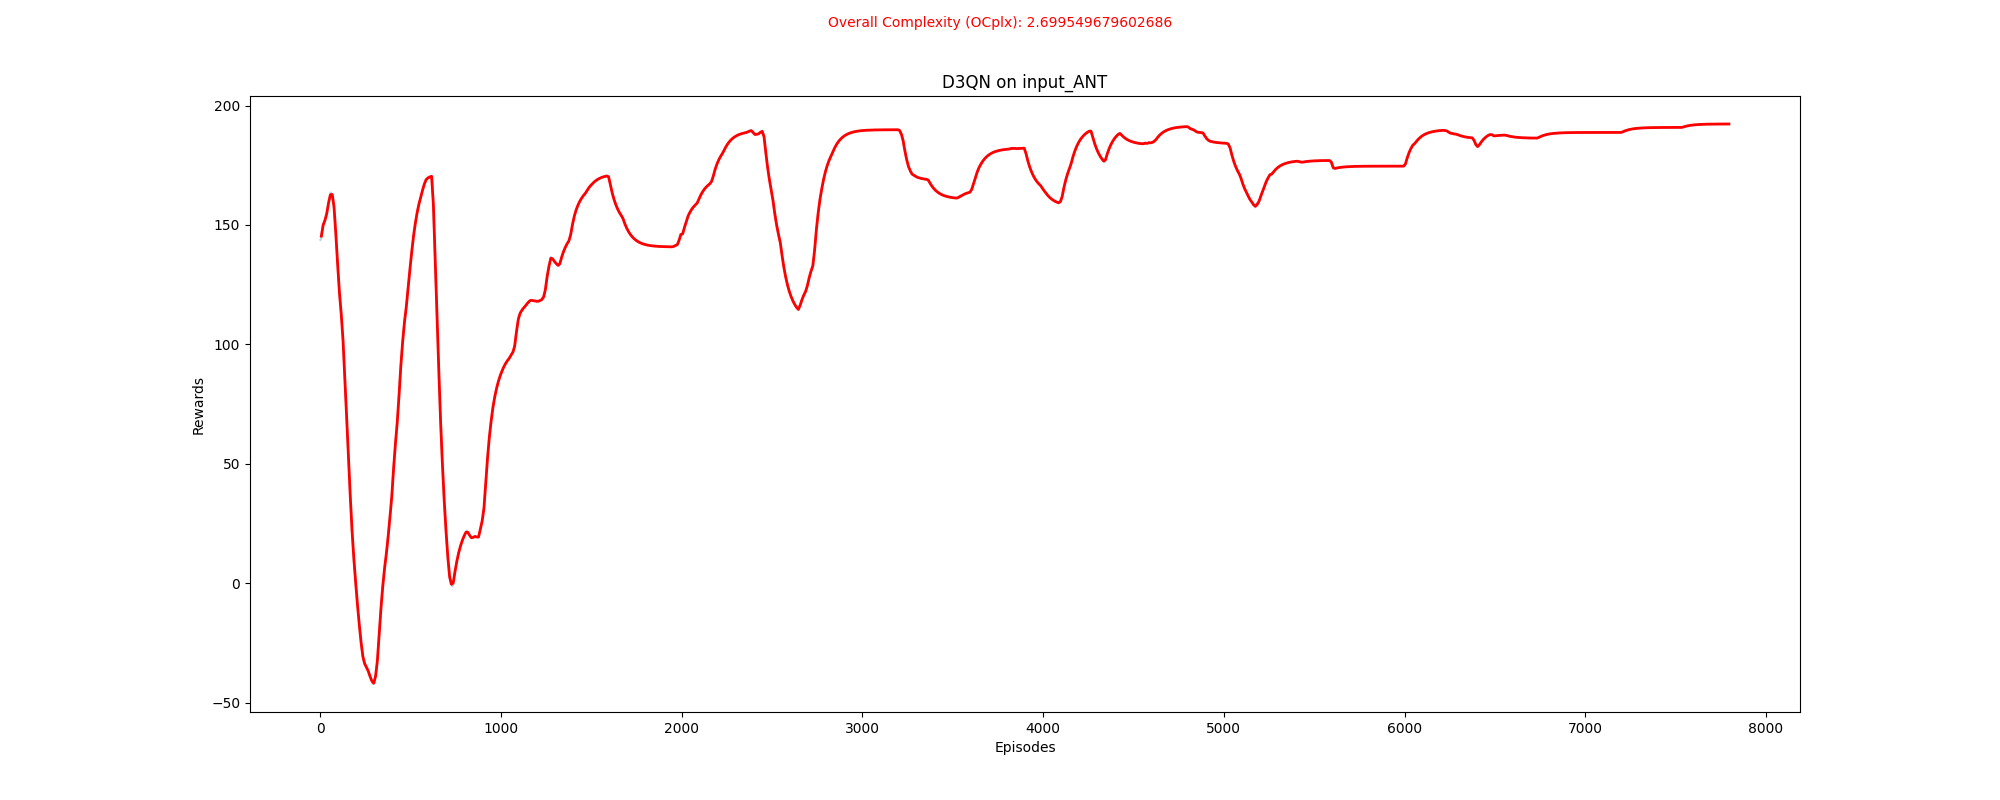 Overall Complexity (OCplx): 2.699549679602686
D3QN on input_ANT
200
150
100
50
0
−50
Rewards
0 1000 2000 3000 4000 5000 6000 7000 8000
Episodes